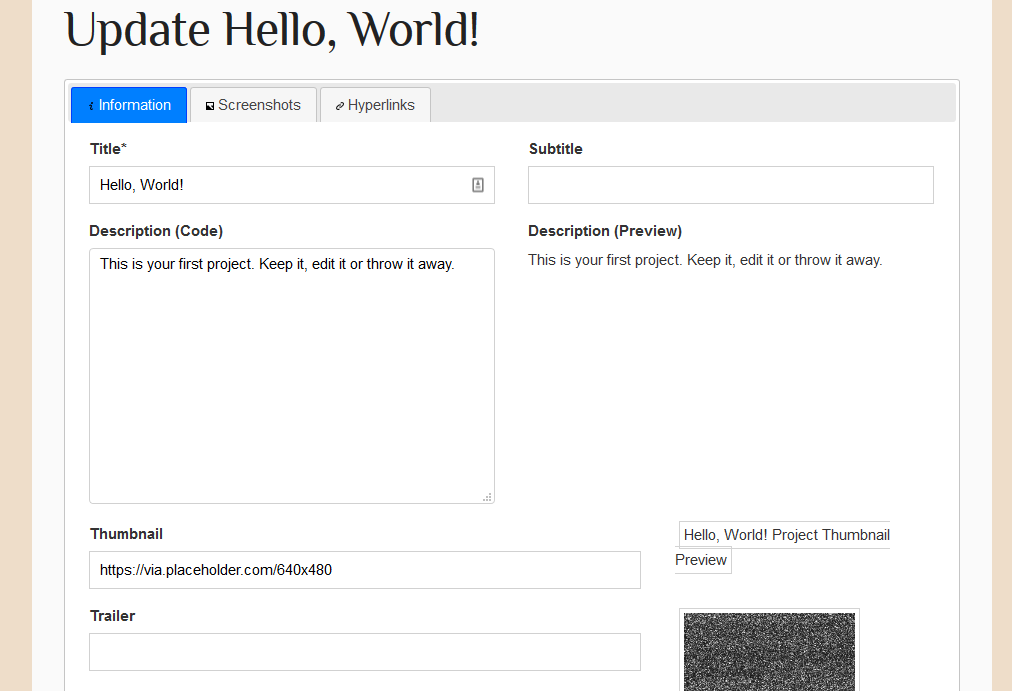 Update Hello, World!
Information
Screenshots
Hyperlinks
Title*
Subtitle
Hello, World!
Description (Code)
Description (Preview)
This is your first project. Keep it, edit it or throw it away.
This is your first project. Keep it, edit it or throw it away.
Thumbnail
Hello, World! Project Thumbnail
Preview
https://via.placeholder.com/640x480
Trailer